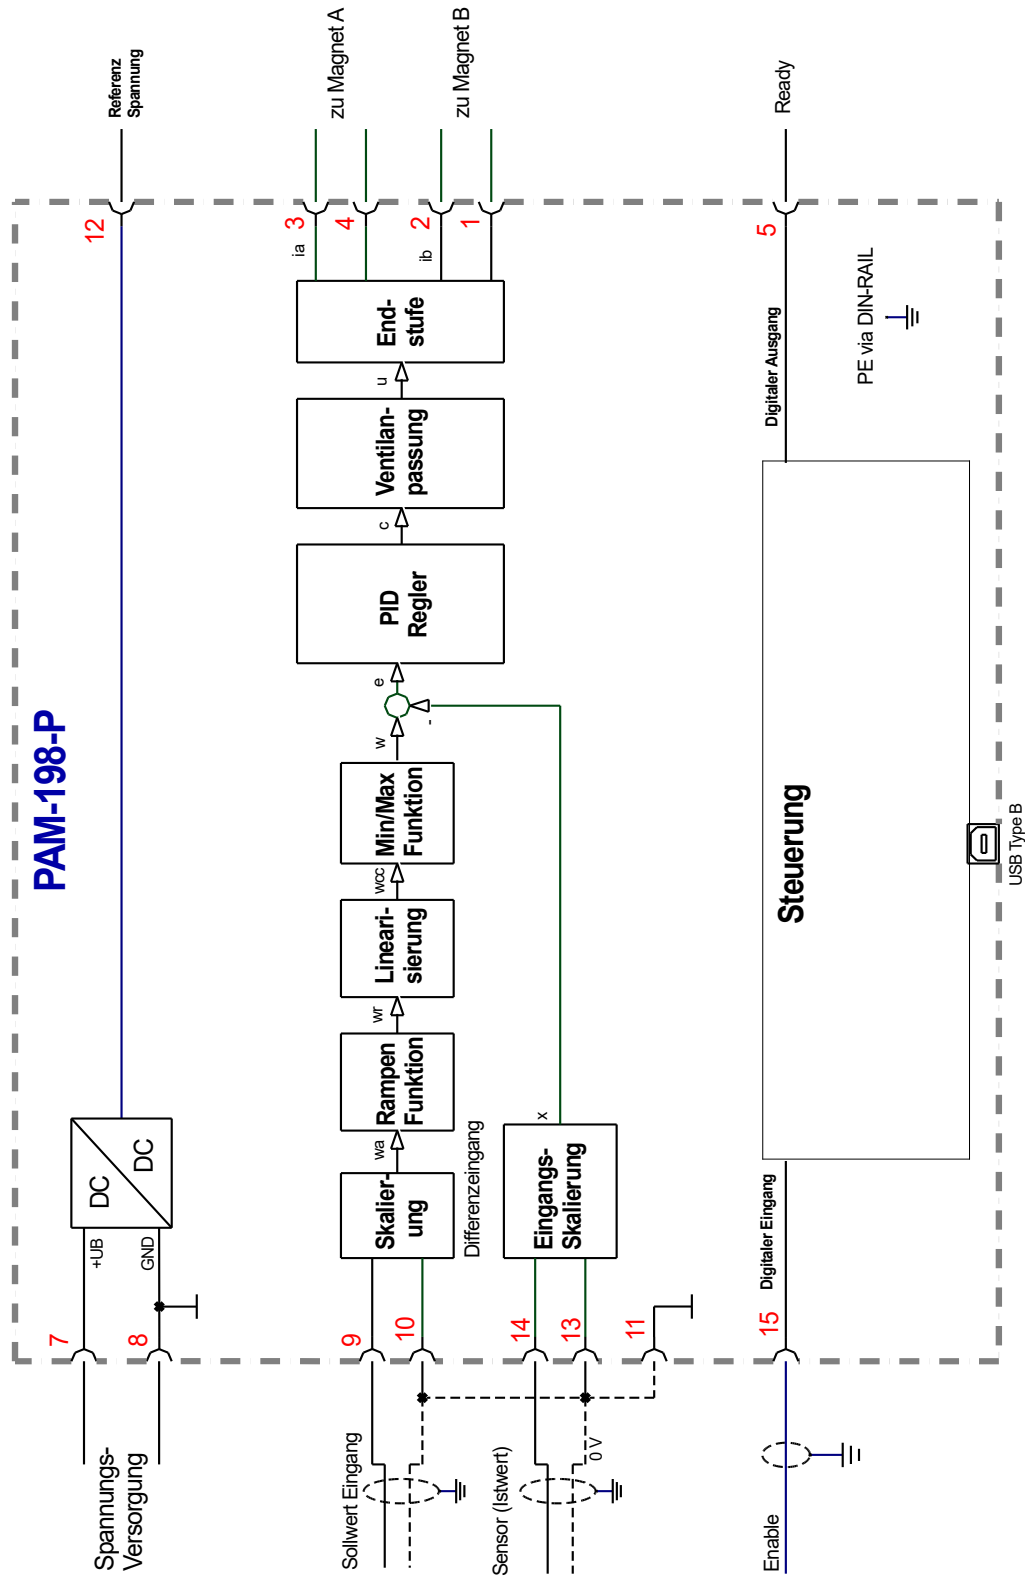 PAM-198-P
Spannungs-
Versorgung
7
8
+UB
GND
DC
DC
12
Referenz
Spannung
Sollwert Eingang
9
10
Skalier-
ung
Differenzeingang
wa
Rampen
Funktion
wr
Lineari-
sierung
wcc
Min/Max
Funktion
w
-
e
PID
Regler
c
Ventilan-
passung
u
End-
stufe
ia
ib
3
4
2
1
zu Magnet A
zu Magnet B
Sensor (Istwert)
0 V
14
13
11
Eingangs-
Skalierung
x
Enable
15
Digitaler Eingang
Steuerung
USB Type B
Digitaler Ausgang
5
Ready
PE via DIN-RAIL